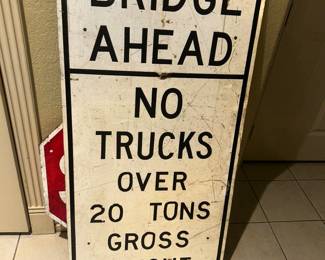 BRIDGE
AHEAD
NO
TRUCKS
OVER
20 TONS
GROSS